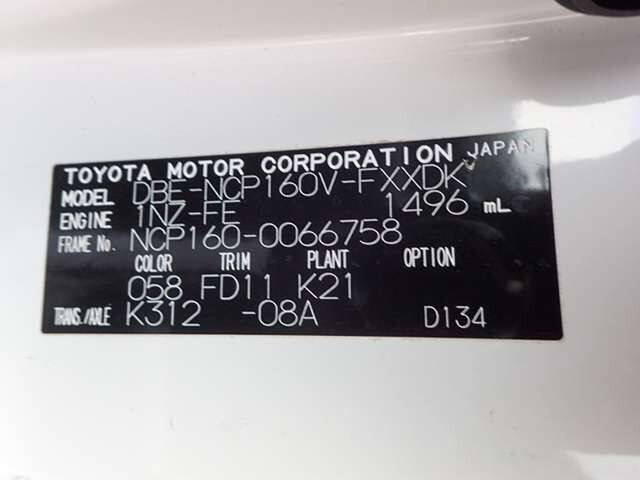 TOYOTA MOTOR CORPORATION JAPAN
MODEL DBE-NCP160V-FXXDK
ENGINE 1NZ-FE 1496 mL
FRAME No. NCP160-0066758
COLOR TRIM PLANT OPTION
058 FD11 K21
TRANS./AXLE K312 -08A D134